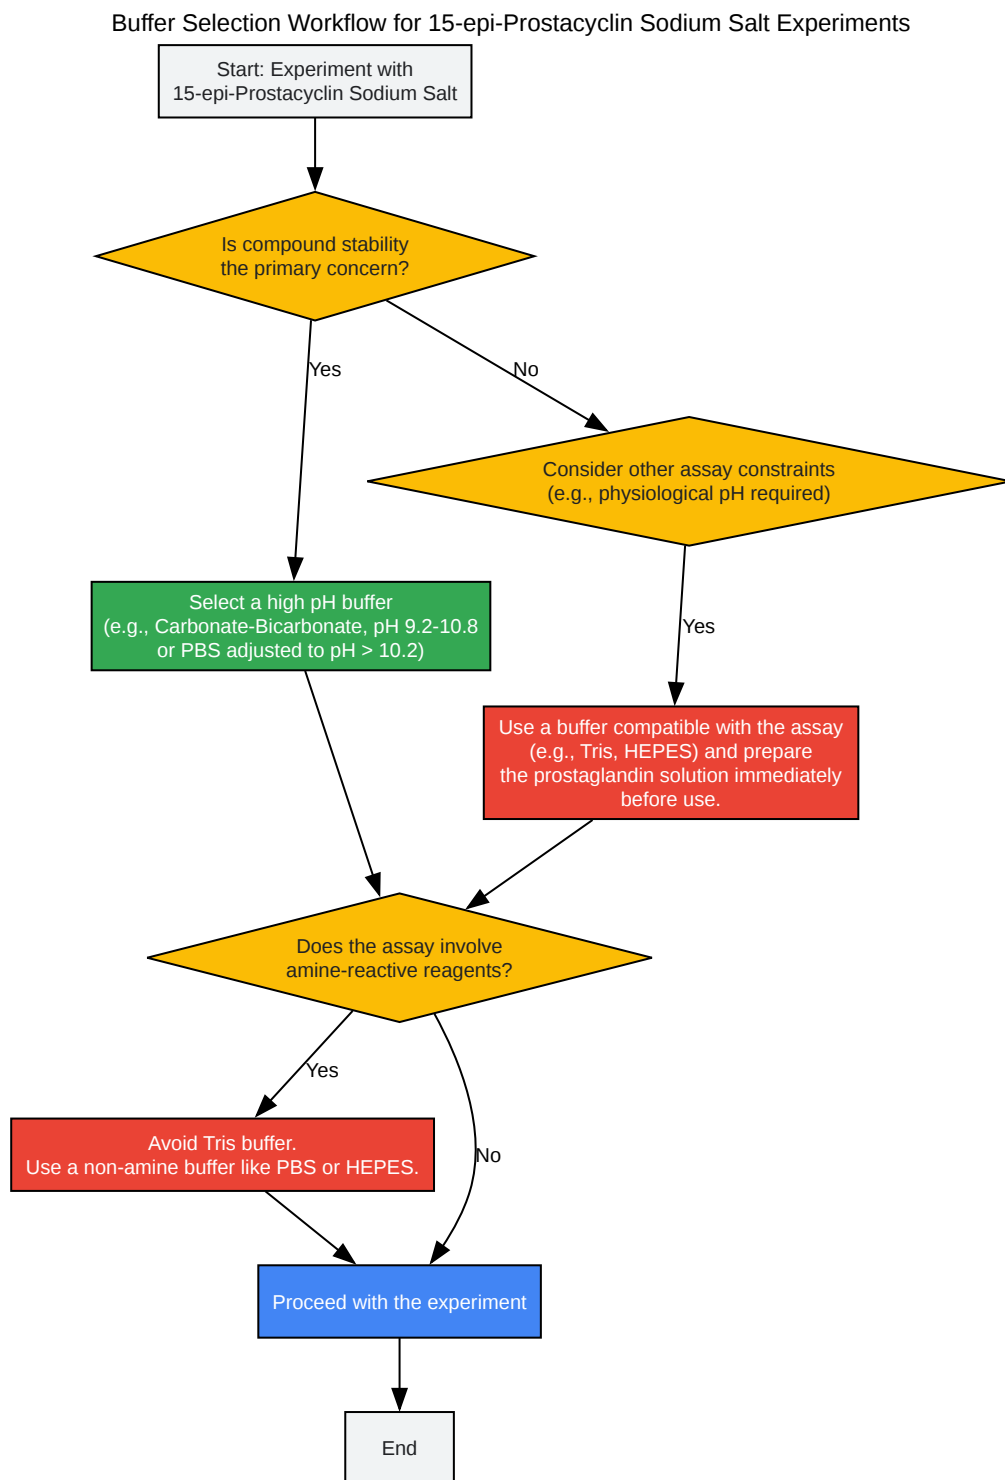 Buffer Selection Workflow for 15-epi-Prostacyclin Sodium Salt Experiments
Start: Experiment with
15-epi-Prostacyclin Sodium Salt
Is compound stability
the primary concern?
Yes
No
Consider other assay constraints
(e.g., physiological pH required)
Select a high pH buffer
(e.g., Carbonate-Bicarbonate, pH 9.2-10.8
or PBS adjusted to pH > 10.2)
Yes
Use a buffer compatible with the assay
(e.g., Tris, HEPES) and prepare
the prostaglandin solution immediately
before use.
Does the assay involve
amine-reactive reagents?
Yes
No
Avoid Tris buffer.
Use a non-amine buffer like PBS or HEPES.
Proceed with the experiment
End